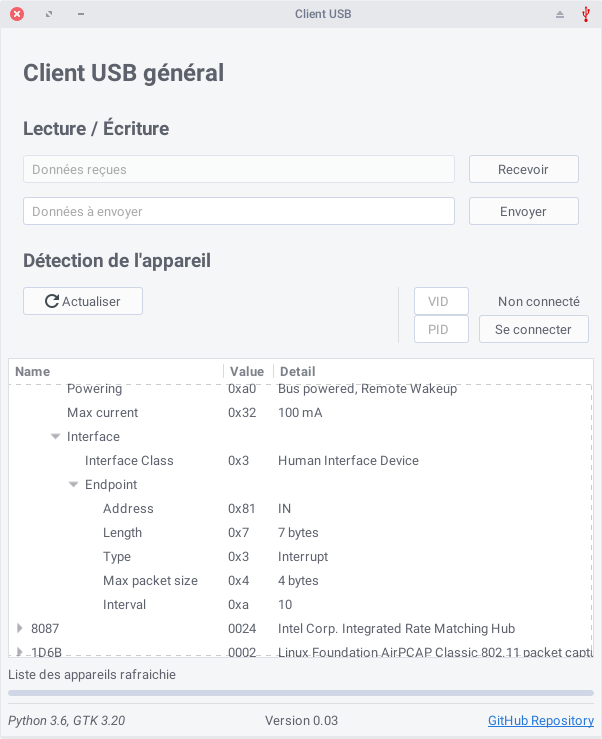 Client USB
Client USB général
Lecture / Écriture
Données reçues Recevoir
Données à envoyer Envoyer
Détection de l'appareil
Actualiser VID Non connecté
PID Se connecter
Name Value Detail
Powering 0xa0 Bus powered, Remote Wakeup
Max current 0x32 100 mA
Interface
Interface Class 0x3 Human Interface Device
Endpoint
Address 0x81 IN
Length 0x7 7 bytes
Type 0x3 Interrupt
Max packet size 0x4 4 bytes
Interval 0xa 10
8087 0024 Intel Corp. Integrated Rate Matching Hub
1D6B 0002 Linux Foundation AirPCAP Classic 802.11 packet captu
Liste des appareils rafraichie
Python 3.6, GTK 3.20 Version 0.03 GitHub Repository